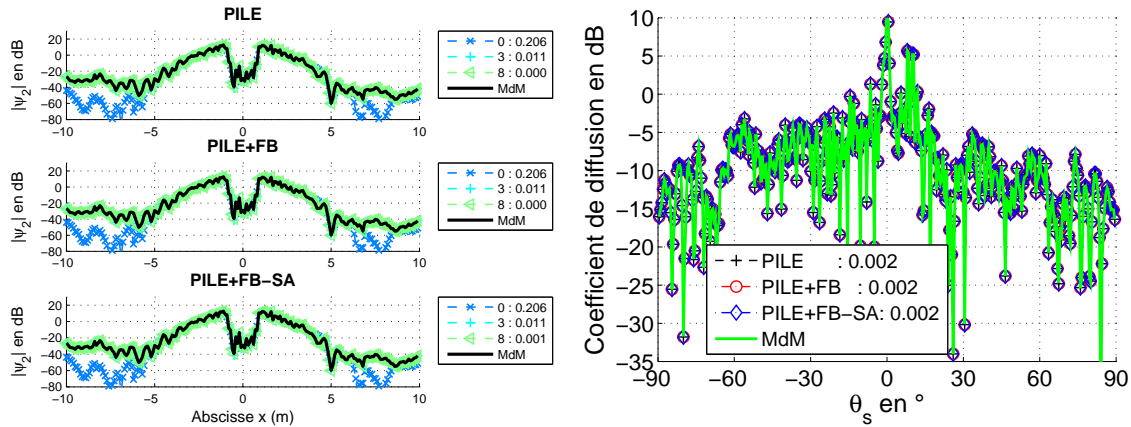 PILE
|ψ2| en dB
20
0
−20
−40
−60
−80
−10
−5
0
5
10
0 : 0.206
3 : 0.011
8 : 0.000
MdM
PILE+FB
|ψ2| en dB
20
0
−20
−40
−60
−80
−10
−5
0
5
10
0 : 0.206
3 : 0.011
8 : 0.000
MdM
PILE+FB−SA
|ψ2| en dB
20
0
−20
−40
−60
−80
−10
−5
0
5
10
Abscisse x (m)
0 : 0.206
3 : 0.011
8 : 0.001
MdM
Coefficient de diffusion en dB
10
5
0
−5
−10
−15
−20
−25
−30
−35
−90
−60
−30
0
30
60
90
θs en °
PILE : 0.002
PILE+FB : 0.002
PILE+FB−SA: 0.002
MdM